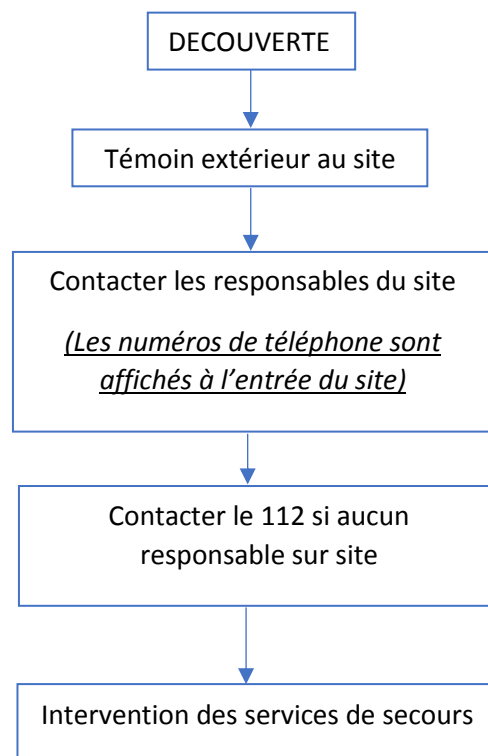 DECOUVERTE
Témoin extérieur au site
Contacter les responsables du site
(Les numéros de téléphone sont
affichés à l’entrée du site)
Contacter le 112 si aucun
responsable sur site
Intervention des services de secours